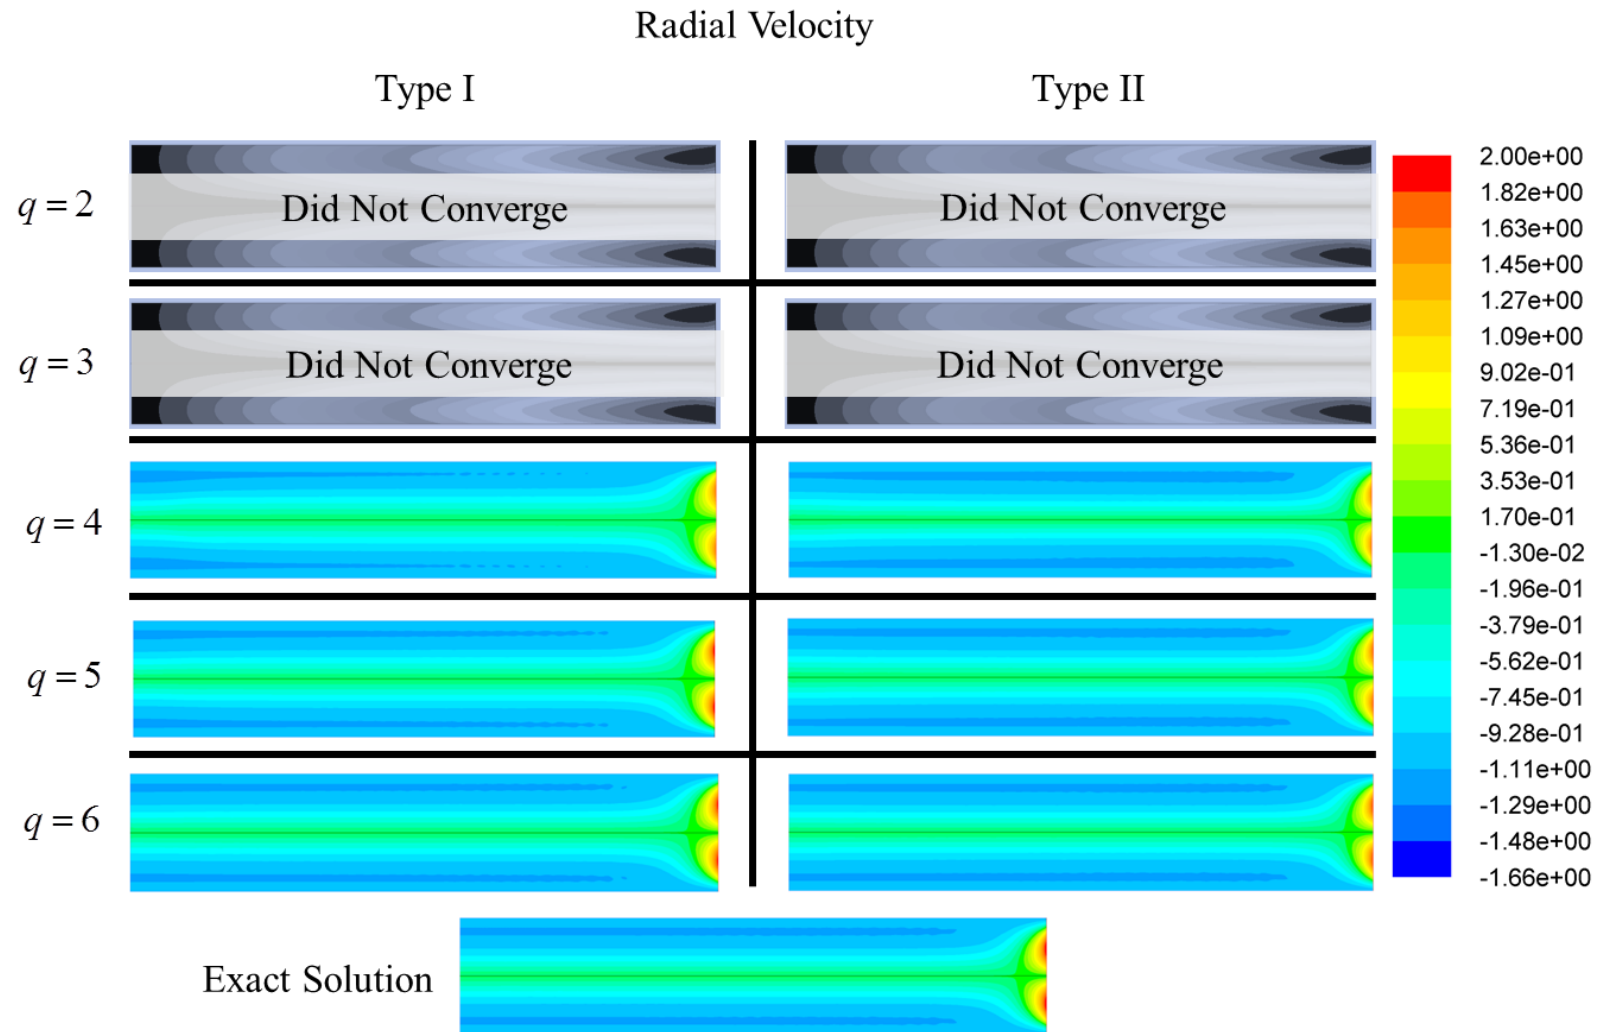 Radial Velocity
Type I
Type II
q = 2
Did Not Converge
Did Not Converge
q = 3
Did Not Converge
Did Not Converge
q = 4
q = 5
q = 6
Exact Solution
2.00e+00
1.82e+00
1.63e+00
1.45e+00
1.27e+00
1.09e+00
9.02e-01
7.19e-01
5.36e-01
3.53e-01
1.70e-01
-1.30e-02
-1.96e-01
-3.79e-01
-5.62e-01
-7.45e-01
-9.28e-01
-1.11e+00
-1.29e+00
-1.48e+00
-1.66e+00